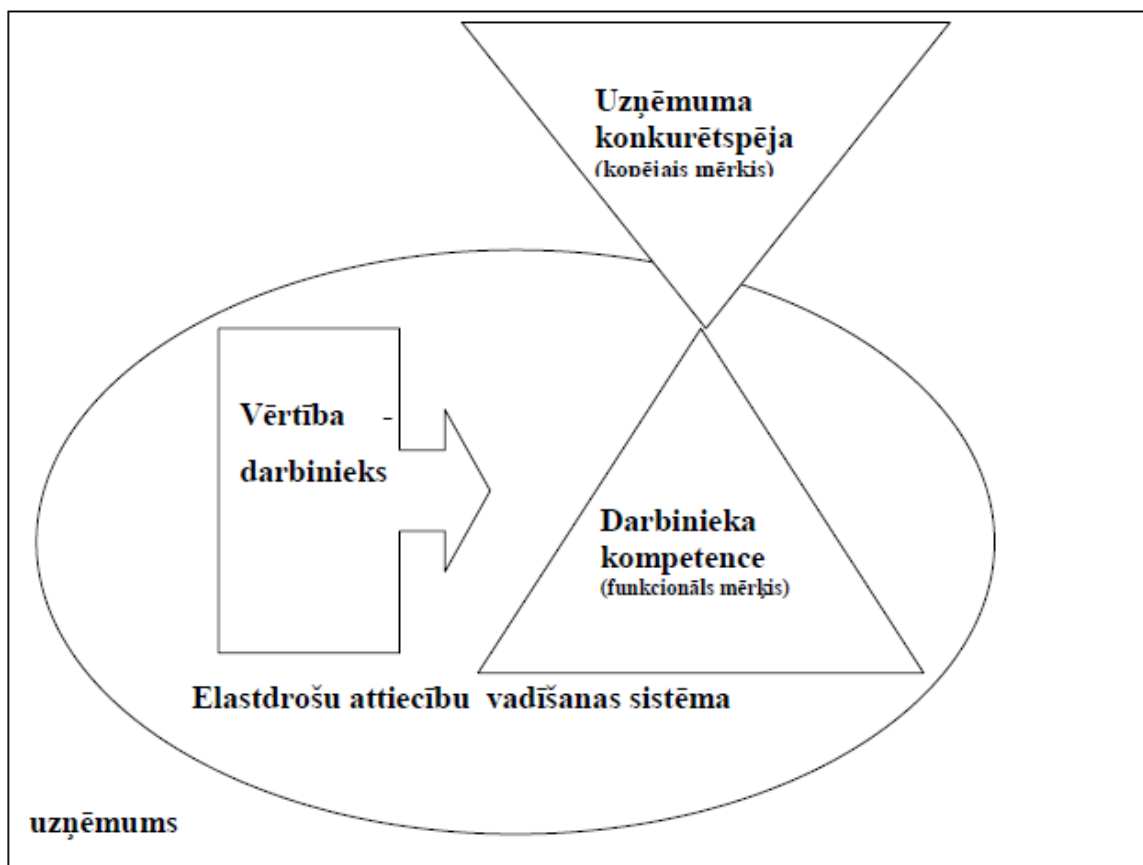 Uzņēmuma
konkurētspēja
(kopējais mērķis)
Vērtība -
darbinieks
Darbinieka
kompetence
(funkcionāls mērķis)
Elastdrošu attiecību vadīšanas sistēma
uzņēmums